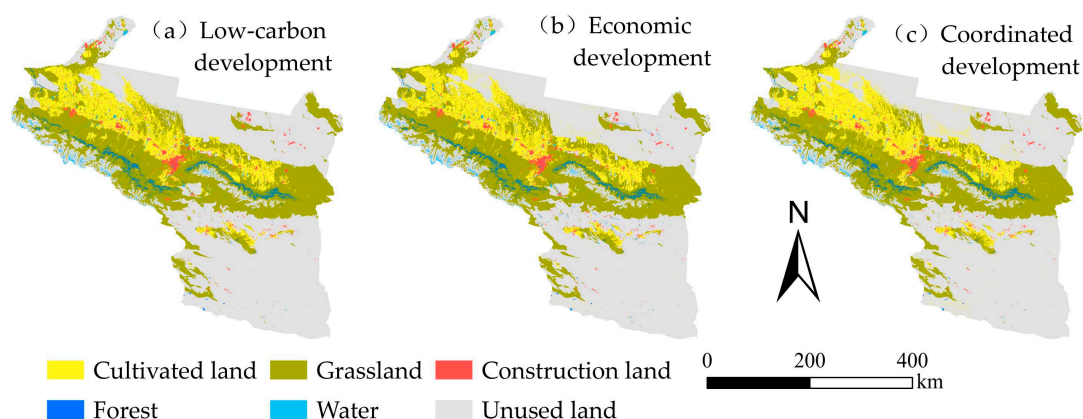 （a）Low-carbon
development
（b）Economic
development
（c）Coordinated
development
N
Cultivated land
Grassland
Construction land
Forest
Water
Unused land
0
200
400
km